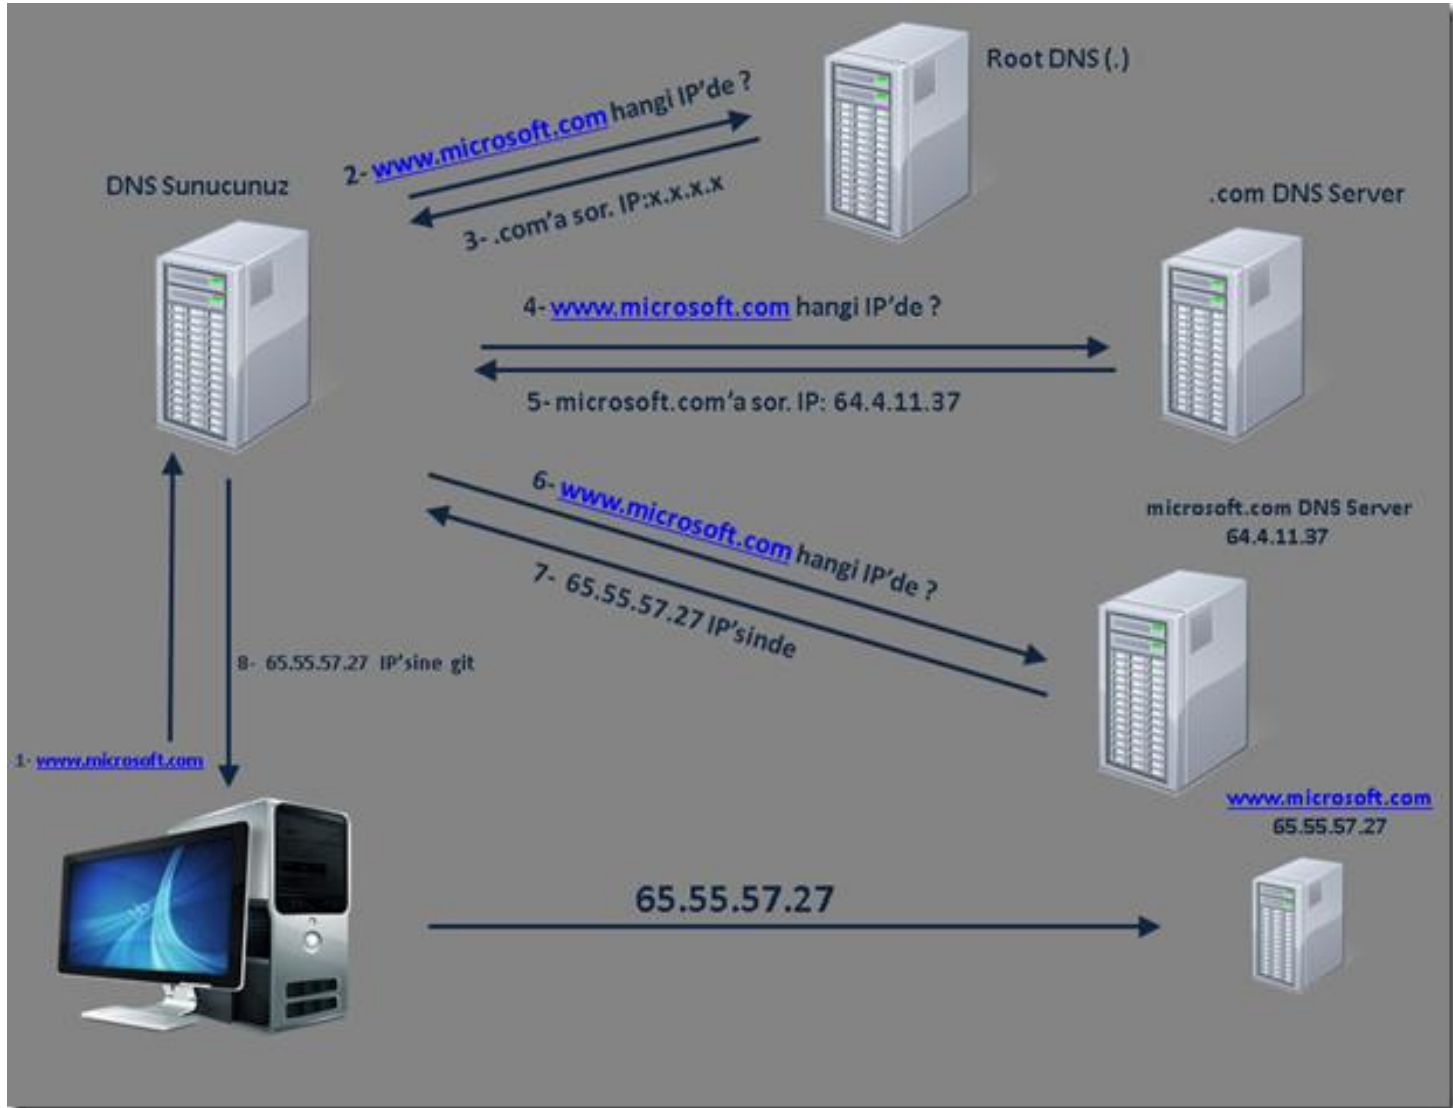 Root DNS (.)
2- www.microsoft.com hangi IP'de ?
3- .com'a sor. IP:x.x.x.x
DNS Sunucunuz
.com DNS Server
4- www.microsoft.com hangi IP'de ?
5- microsoft.com'a sor. IP: 64.4.11.37
6- www.microsoft.com hangi IP'de ?
7- 65.55.57.27 IP'sinde
microsoft.com DNS Server
64.4.11.37
8- 65.55.57.27 IP'sine git
1- www.microsoft.com
www.microsoft.com
65.55.57.27
65.55.57.27